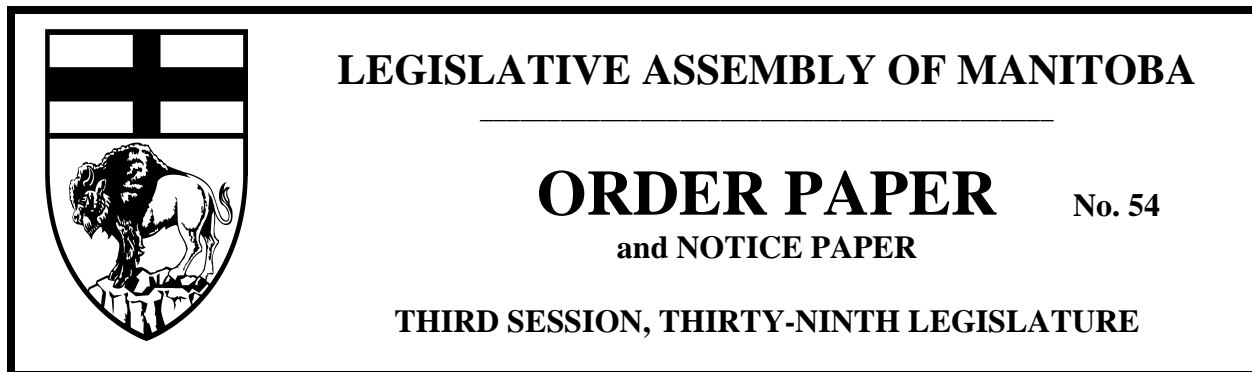 LEGISLATIVE ASSEMBLY OF MANITOBA
ORDER PAPER No. 54
and NOTICE PAPER
THIRD SESSION, THIRTY-NINTH LEGISLATURE